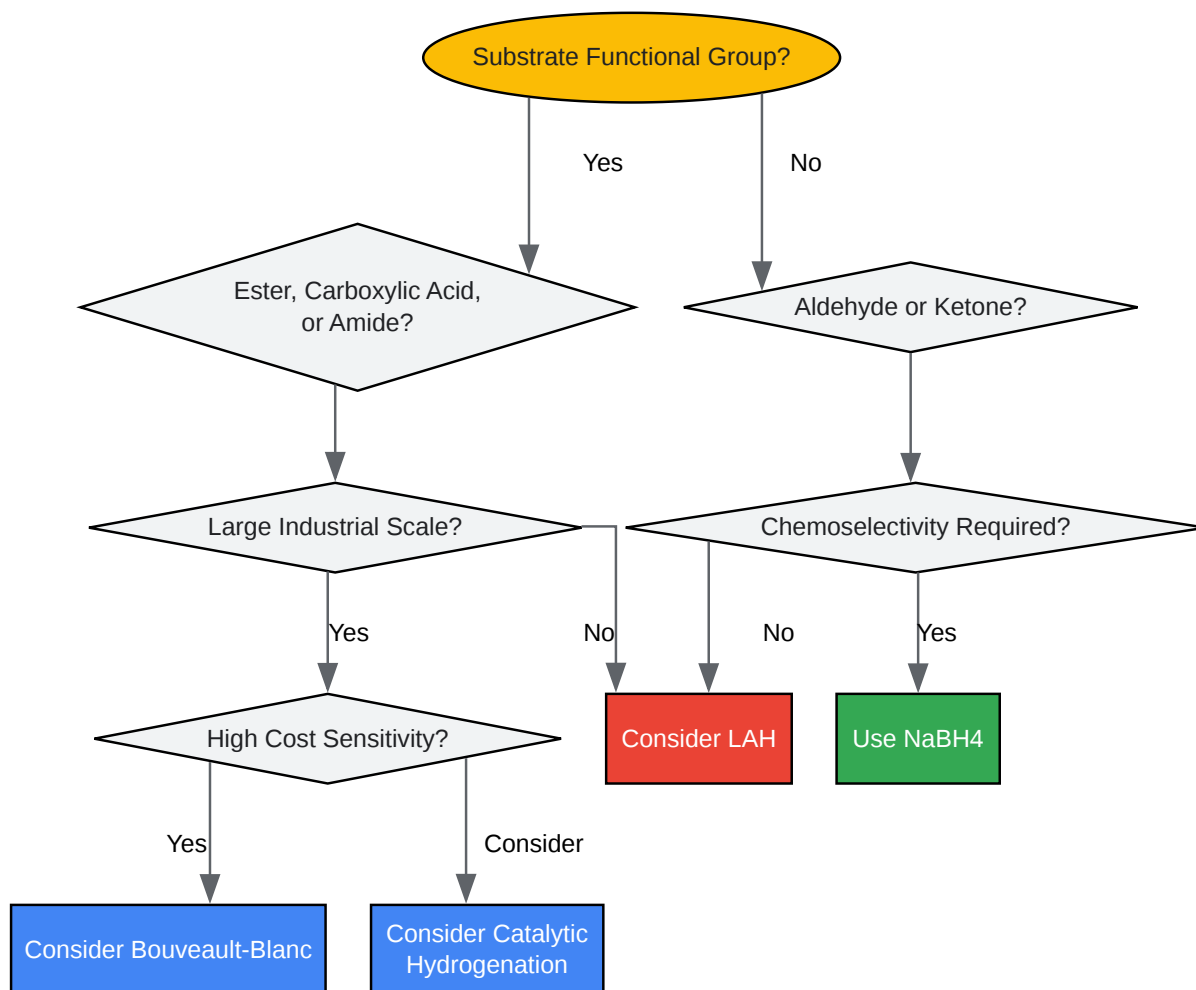 Substrate Functional Group?
Yes
No
Ester, Carboxylic Acid,
or Amide?
Aldehyde or Ketone?
Large Industrial Scale?
Chemoselectivity Required?
Yes
No
No
Yes
High Cost Sensitivity?
Consider LAH
Use NaBH4
Yes
Consider
Consider Bouveault-Blanc
Consider Catalytic
Hydrogenation